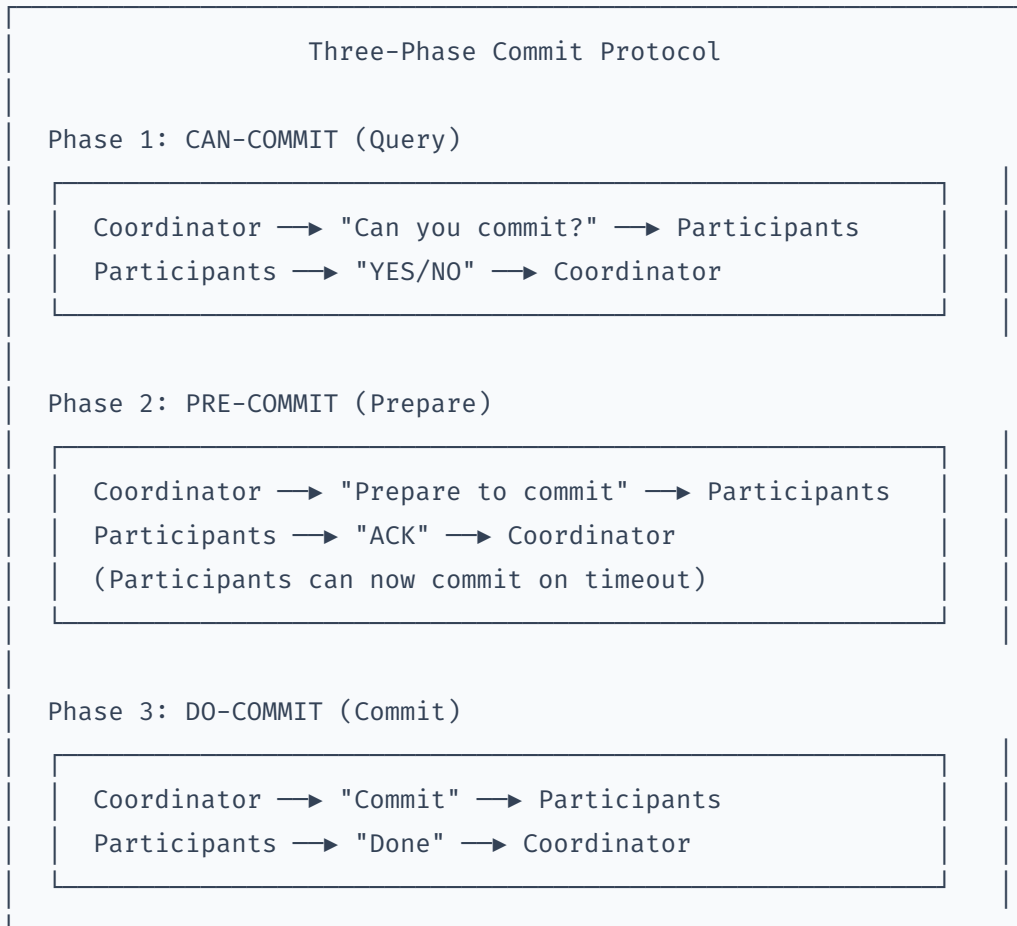 Three-Phase Commit Protocol
Phase 1: CAN-COMMIT (Query)
Coordinator ──▶ "Can you commit?" ──▶ Participants
Participants ──▶ "YES/NO" ──▶ Coordinator
Phase 2: PRE-COMMIT (Prepare)
Coordinator ──▶ "Prepare to commit" ──▶ Participants
Participants ──▶ "ACK" ──▶ Coordinator
(Participants can now commit on timeout)
Phase 3: DO-COMMIT (Commit)
Coordinator ──▶ "Commit" ──▶ Participants
Participants ──▶ "Done" ──▶ Coordinator